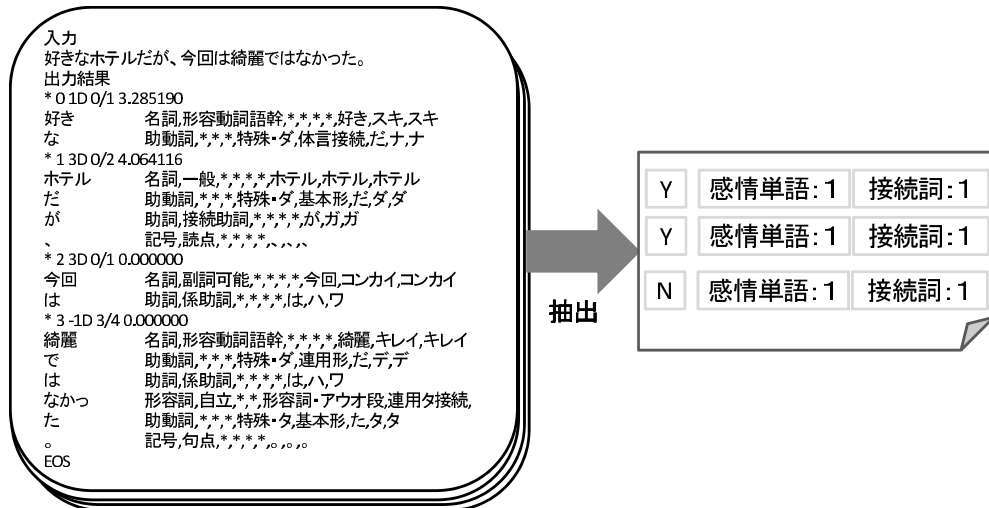 入力
好きなホテルだが、今回は綺麗ではなかった。
出力結果
* 0 1D 0/1 3.285190
好き 名詞,形容動詞語幹,*,*,*,*,好き,スキ,スキ
な 助動詞,*,*,*,特殊・ダ,体言接続,だ,ナ,ナ
* 1 3D 0/2 4.064116
ホテル 名詞,一般,*,*,*,*,ホテル,ホテル,ホテル
だ 助動詞,*,*,*,特殊・ダ,基本形,だ,ダ,ダ
が 助詞,接続助詞,*,*,*,*,が,ガ,ガ
、 記号,読点,*,*,*,*,、,、,、
* 2 3D 0/1 0.000000
今回 名詞,副詞可能,*,*,*,*,今回,コンカイ,コンカイ
は 助詞,係助詞,*,*,*,*,は,ハ,ワ
* 3 -1D 3/4 0.000000
綺麗 名詞,形容動詞語幹,*,*,*,*,綺麗,キレイ,キレイ
で 助動詞,*,*,*,特殊・ダ,連用形,だ,デ,デ
は 助詞,係助詞,*,*,*,*,は,ハ,ワ
なかっ 形容詞,自立,*,*,形容詞・アウオ段,連用タ接続,
た 助動詞,*,*,*,特殊・タ,基本形,た,タ,タ
。 記号,句点,*,*,*,*,。,。,。
EOS
抽出
Y 感情単語:1 接続詞:1
Y 感情単語:1 接続詞:1
N 感情単語:1 接続詞:1